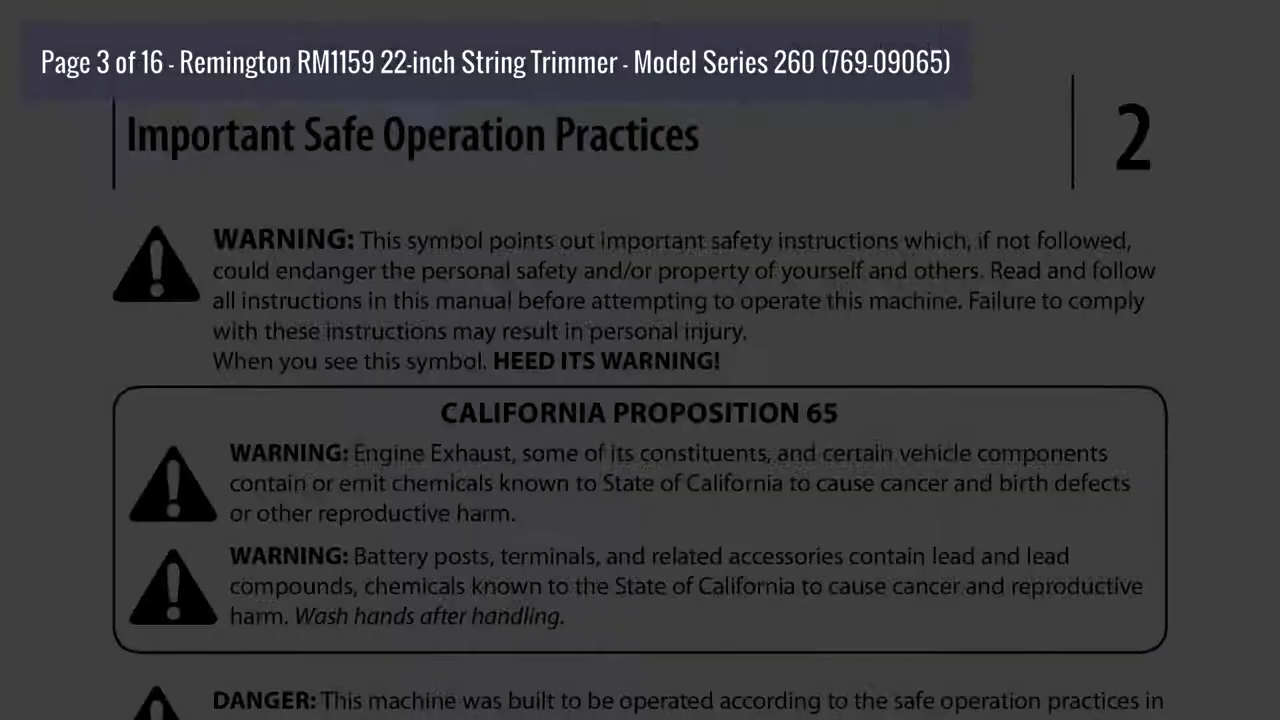 Page 3 of 16 - Remington RM1159 22-inch String Trimmer - Model Series 260 (769-09065)
Important Safe Operation Practices
2
WARNING: This symbol points out important safety instructions which, if not followed,
could endanger the personal safety and/or property of yourself and others. Read and follow
all instructions in this manual before attempting to operate this machine. Failure to comply
with these instructions may result in personal injury.
When you see this symbol. HEED ITS WARNING!
CALIFORNIA PROPOSITION 65
WARNING: Engine Exhaust, some of its constituents, and certain vehicle components
contain or emit chemicals known to State of California to cause cancer and birth defects
or other reproductive harm.
WARNING: Battery posts, terminals, and related accessories contain lead and lead
compounds, chemicals known to the State of California to cause cancer and reproductive
harm. Wash hands after handling.
DANGER: This machine was built to be operated according to the safe operation practices in